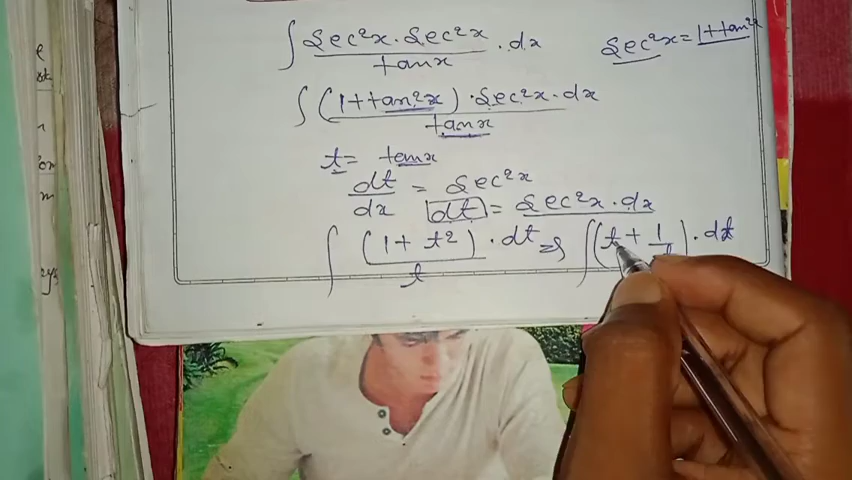 ∫ Sec²x · Sec²x / tanx · dx
Sec²x = 1 + tan²x
∫ (1 + tan²x) · Sec²x · dx / tanx
t = tanx
dt/dx = Sec²x
dt = Sec²x · dx
∫ (1 + t²) / t · dt ⇒ ∫ (t + 1/t) · dt